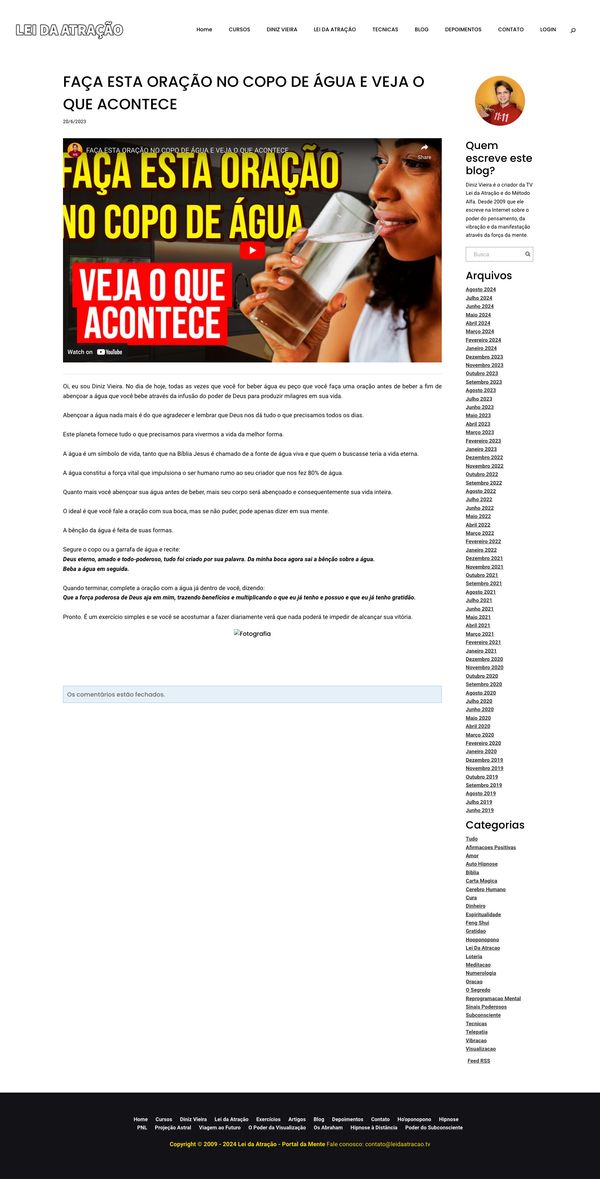 LEI DA ATRAÇÃO
Home CURSOS DINIZ VIEIRA LEI DA ATRAÇÃO TECNICAS BLOG DEPOIMENTOS CONTATO LOGIN
FAÇA ESTA ORAÇÃO NO COPO DE ÁGUA E VEJA O
QUE ACONTECE
20/6/2023
FAÇA ESTA ORAÇÃO NO COPO DE ÁGUA E VEJA O QUE ACONTECE
Share
FAÇA ESTA ORAÇÃO
NO COPO DE ÁGUA
VEJA O QUE
ACONTECE
Watch on YouTube
Oi, eu sou Diniz Vieira. No dia de hoje, todas as vezes que você for beber água eu peço que você faça uma oração antes de beber a fim de
abençoar a água que você bebe através da infusão do poder de Deus para produzir milagres em sua vida.
Abençoar a água nada mais é do que agradecer e lembrar que Deus nos dá tudo o que precisamos todos os dias.
Este planeta fornece tudo o que precisamos para vivermos a vida da melhor forma.
A água é um símbolo de vida, tanto que na Bíblia Jesus é chamado de a fonte de água viva e que quem o buscasse teria a vida eterna.
A água constitui a força vital que impulsiona o ser humano rumo ao seu criador que nos fez 80% de água.
Quanto mais você abençoar sua água antes de beber, mais seu corpo será abençoado e consequentemente sua vida inteira.
O ideal é que você fale a oração com sua boca, mas se não puder, pode apenas dizer em sua mente.
A bênção da água é feita de suas formas.
Segure o copo ou a garrafa de água e recite:
Deus eterno, amado e todo-poderoso, tudo foi criado por sua palavra. Da minha boca agora sai a bênção sobre a água.
Beba a água em seguida.
Quando terminar, complete a oração com a água já dentro de você, dizendo:
Que a força poderosa de Deus aja em mim, trazendo benefícios e multiplicando o que eu já tenho e possuo e que eu já tenho gratidão.
Pronto. É um exercício simples e se você se acostumar a fazer diariamente verá que nada poderá te impedir de alcançar sua vitória.
Fotografia
Os comentários estão fechados.
11:11
Quem
escreve este
blog?
Diniz Vieira é o criador da TV
Lei da Atração e do Método
Alfa. Desde 2009 que ele
escreve na Internet sobre o
poder do pensamento, da
vibração e da manifestação
através da força da mente.
Busca
Arquivos
Agosto 2024
Julho 2024
Junho 2024
Maio 2024
Abril 2024
Março 2024
Fevereiro 2024
Janeiro 2024
Dezembro 2023
Novembro 2023
Outubro 2023
Setembro 2023
Agosto 2023
Julho 2023
Junho 2023
Maio 2023
Abril 2023
Março 2023
Fevereiro 2023
Janeiro 2023
Dezembro 2022
Novembro 2022
Outubro 2022
Setembro 2022
Agosto 2022
Julho 2022
Junho 2022
Maio 2022
Abril 2022
Março 2022
Fevereiro 2022
Janeiro 2022
Dezembro 2021
Novembro 2021
Outubro 2021
Setembro 2021
Agosto 2021
Julho 2021
Junho 2021
Maio 2021
Abril 2021
Março 2021
Fevereiro 2021
Janeiro 2021
Dezembro 2020
Novembro 2020
Outubro 2020
Setembro 2020
Agosto 2020
Julho 2020
Junho 2020
Maio 2020
Abril 2020
Março 2020
Fevereiro 2020
Janeiro 2020
Dezembro 2019
Novembro 2019
Outubro 2019
Setembro 2019
Agosto 2019
Julho 2019
Junho 2019
Categorias
Tudo
Afirmacoes Positivas
Amor
Auto Hipnose
Biblia
Carta Magica
Cerebro Humano
Cura
Dinheiro
Espiritualidade
Feng Shui
Gratidao
Hooponopono
Lei Da Atracao
Loteria
Meditacao
Numerologia
Oracao
O Segredo
Reprogramacao Mental
Sinais Poderosos
Subconsciente
Tecnicas
Telepatia
Vibracao
Visualizacao
Feed RSS
Home Cursos Diniz Vieira Lei da Atração Exercícios Artigos Blog Depoimentos Contato Ho'oponopono Hipnose
PNL Projeção Astral Viagem ao Futuro O Poder da Visualização Os Abraham Hipnose à Distância Poder do Subconsciente
Copyright © 2009 - 2024 Lei da Atração - Portal da Mente Fale conosco: contato@leidaatracao.tv